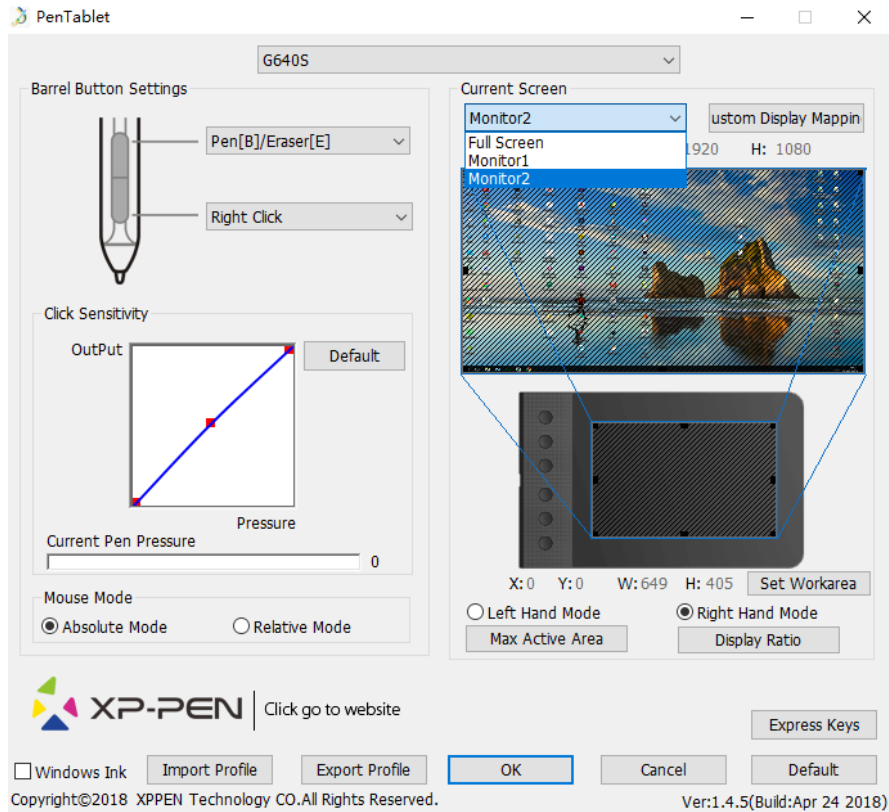 PenTablet
G640S
Barrel Button Settings
Pen[B]/Eraser[E]
Right Click
Click Sensitivity
OutPut
Default
Pressure
Current Pen Pressure
0
Mouse Mode
Absolute Mode
Relative Mode
Current Screen
Monitor2
ustom Display Mappin
Full Screen
Monitor1
Monitor2
1920 H: 1080
X: 0 Y: 0 W: 649 H: 405 Set Workarea
Left Hand Mode Right Hand Mode
Max Active Area Display Ratio
XP-PEN Click go to website
Express Keys
Windows Ink Import Profile Export Profile OK Cancel Default
Copyright©2018 XPPEN Technology CO.All Rights Reserved. Ver:1.4.5(Build:Apr 24 2018)